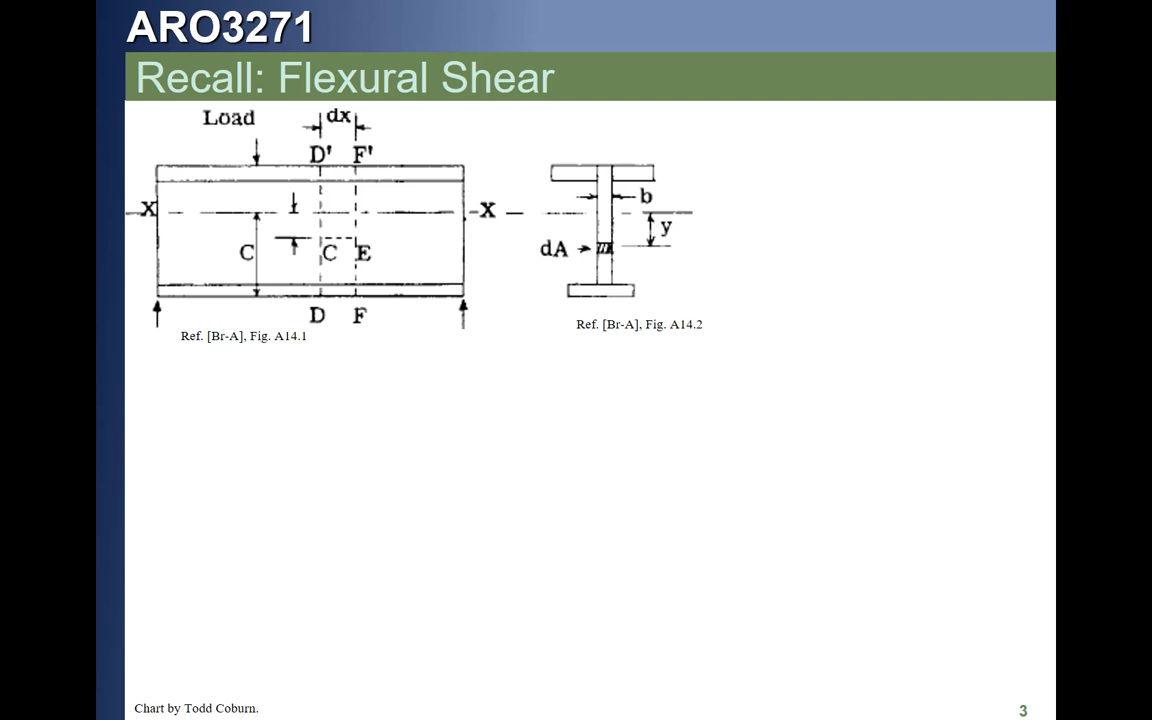 ARO3271
Recall: Flexural Shear
Load
dx
D' F'
X
X
b
y
C
C E
dA
D F
Ref. [Br-A], Fig. A14.1
Ref. [Br-A], Fig. A14.2
Chart by Todd Coburn.
3